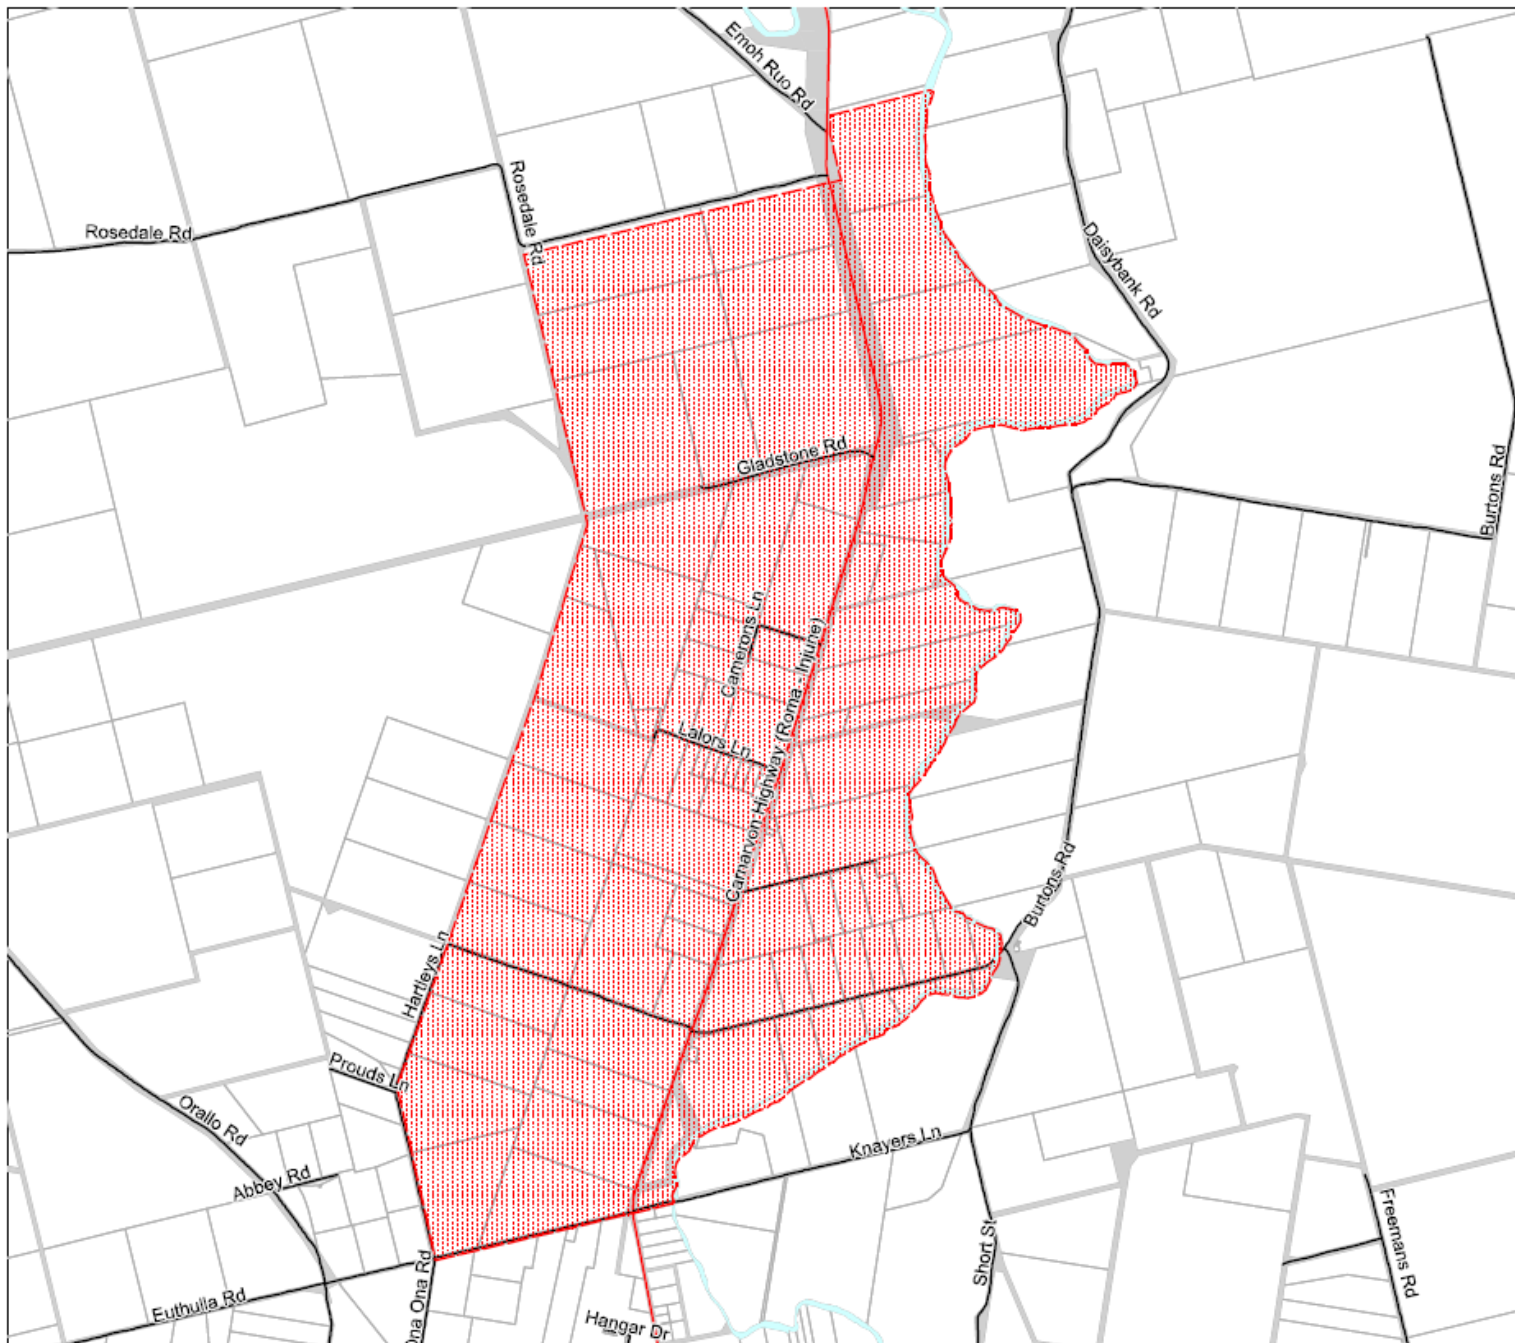 Emoh Ruo Rd
Rosedale Rd
Rosedale Rd
Daisybank Rd
Gladstone Rd
Burtons Rd
Camerons Ln
Carnarvon Highway (Roma - Injune)
Lalors Ln
Burtons Rd
Hartleys Ln
Prouds Ln
Orallo Rd
Knayers Ln
Abbey Rd
Freemans Rd
Short St
Euthulla Rd
ona Ona Rd
Hangar Dr